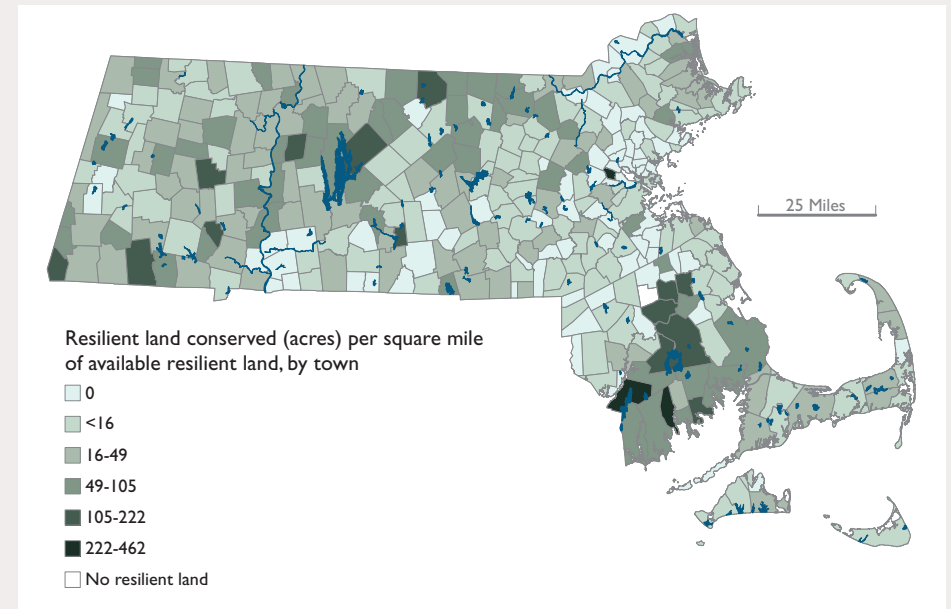 25 Miles
Resilient land conserved (acres) per square mile
of available resilient land, by town
0
<16
16-49
49-105
105-222
222-462
No resilient land